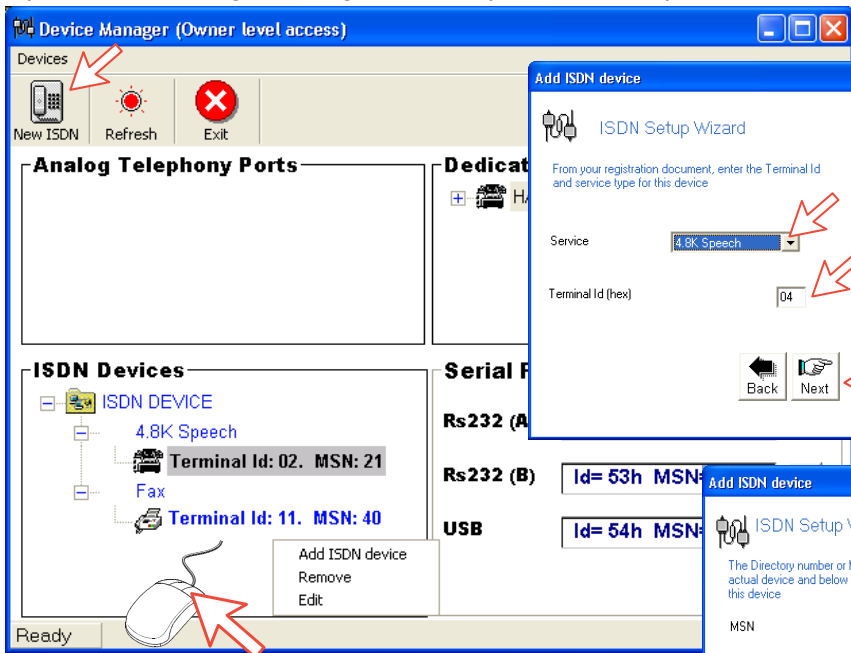 Device Manager (Owner level access)
Devices
New ISDN
Refresh
Exit
Analog Telephony Ports
Dedicat
H
ISDN Devices
ISDN DEVICE
4.8K Speech
Terminal Id: 02. MSN: 21
Fax
Terminal Id: 11. MSN: 40
Add ISDN device
Remove
Edit
Serial
Rs232 (A
Rs232 (B)
Id= 53h MSN=
USB
Id= 54h MSN=
Ready
Add ISDN device
ISDN Setup Wizard
From your registration document, enter the Terminal Id
and service type for this device
Service
4.8K Speech
Terminal Id (hex)
04
Back
Next
Add ISDN device
ISDN Setup
The Directory number or
actual device and below
this device
MSN